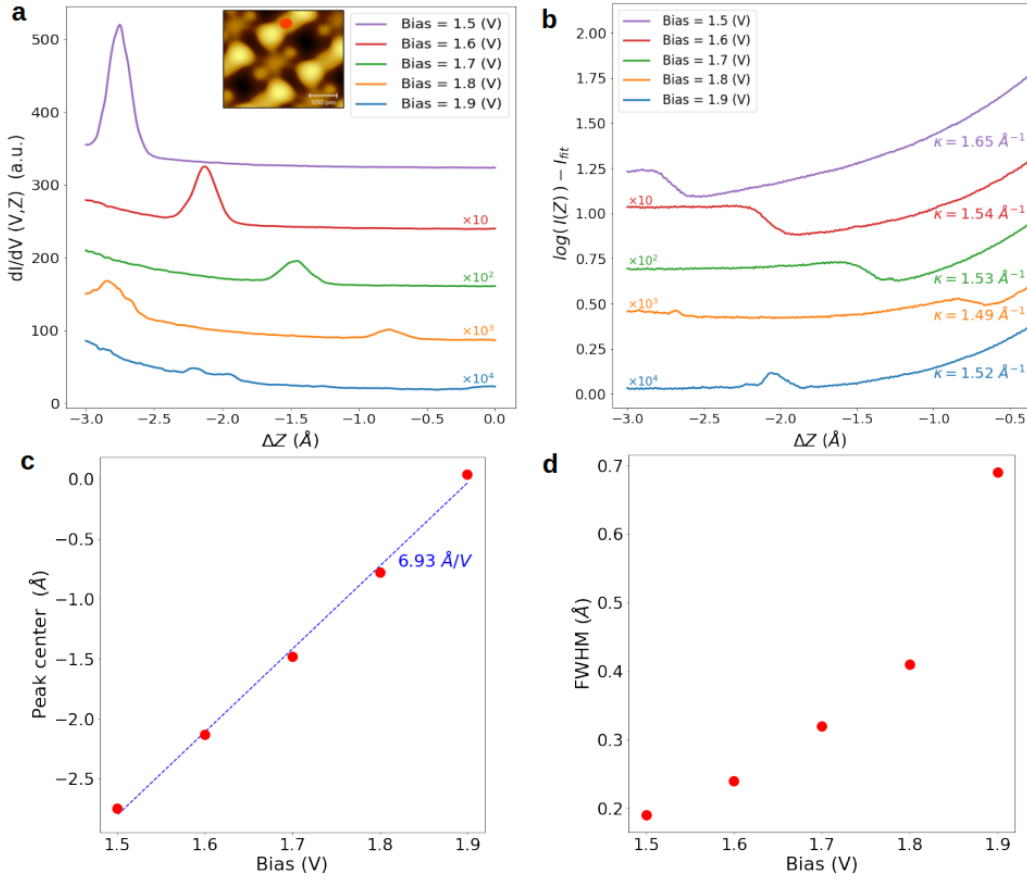 a
dI/dV (V,Z) (a.u.)
500
400
300
200
100
0
500 pm
Bias = 1.5 (V)
Bias = 1.6 (V)
Bias = 1.7 (V)
Bias = 1.8 (V)
Bias = 1.9 (V)
×10
×10²
×10³
×10⁴
−3.0 −2.5 −2.0 −1.5 −1.0 −0.5 0.0
ΔZ (Å)
b
log( I(Z) ) − I_fit
2.00
1.75
1.50
1.25
1.00
0.75
0.50
0.25
0.00
Bias = 1.5 (V)
Bias = 1.6 (V)
Bias = 1.7 (V)
Bias = 1.8 (V)
Bias = 1.9 (V)
κ = 1.65 Å⁻¹
×10
κ = 1.54 Å⁻¹
×10²
κ = 1.53 Å⁻¹
×10³
κ = 1.49 Å⁻¹
×10⁴
κ = 1.52 Å⁻¹
−3.0 −2.5 −2.0 −1.5 −1.0 −0.5
ΔZ (Å)
c
Peak center (Å)
0.0
−0.5
−1.0
−1.5
−2.0
−2.5
6.93 Å/V
1.5 1.6 1.7 1.8 1.9
Bias (V)
d
FWHM (Å)
0.7
0.6
0.5
0.4
0.3
0.2
1.5 1.6 1.7 1.8 1.9
Bias (V)